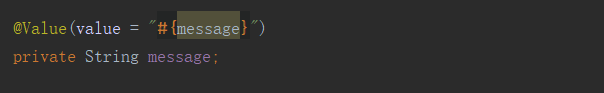 @Value(value = "#{message}")
private String message;